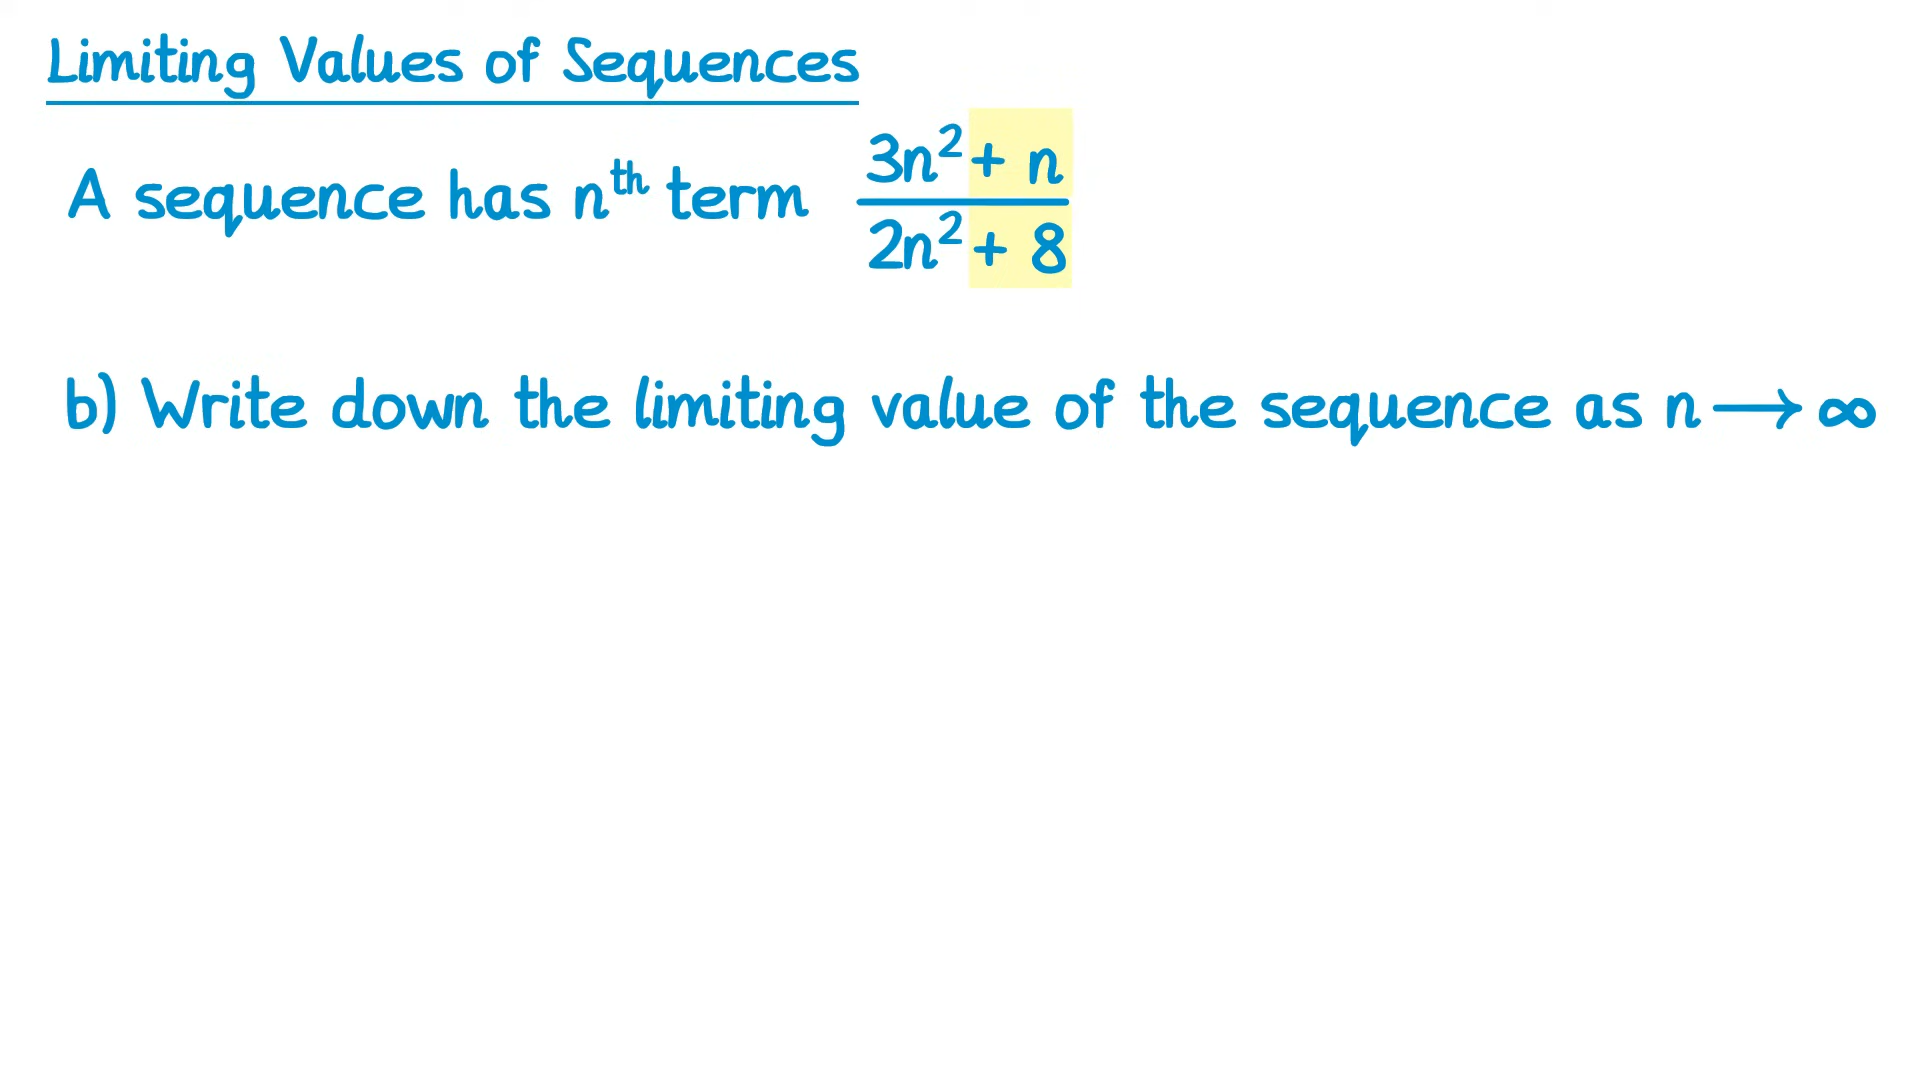 Limiting Values of Sequences
A sequence has nᵗʰ term (3n² + n)/(2n² + 8)
b) Write down the limiting value of the sequence as n ⟶ ∞